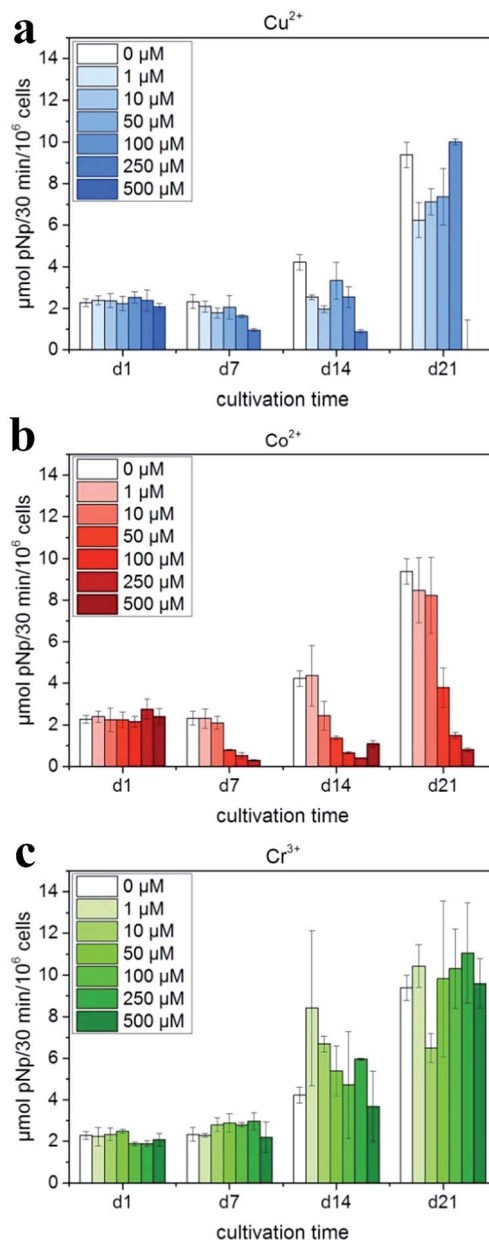 a
Cu²⁺
0 µM
1 µM
10 µM
50 µM
100 µM
250 µM
500 µM
14
12
10
8
6
4
2
0
µmol pNp/30 min/10⁶ cells
d1 d7 d14 d21
cultivation time
b
Co²⁺
0 µM
1 µM
10 µM
50 µM
100 µM
250 µM
500 µM
14
12
10
8
6
4
2
0
µmol pNp/30 min/10⁶ cells
d1 d7 d14 d21
cultivation time
c
Cr³⁺
0 µM
1 µM
10 µM
50 µM
100 µM
250 µM
500 µM
14
12
10
8
6
4
2
0
µmol pNp/30 min/10⁶ cells
d1 d7 d14 d21
cultivation time